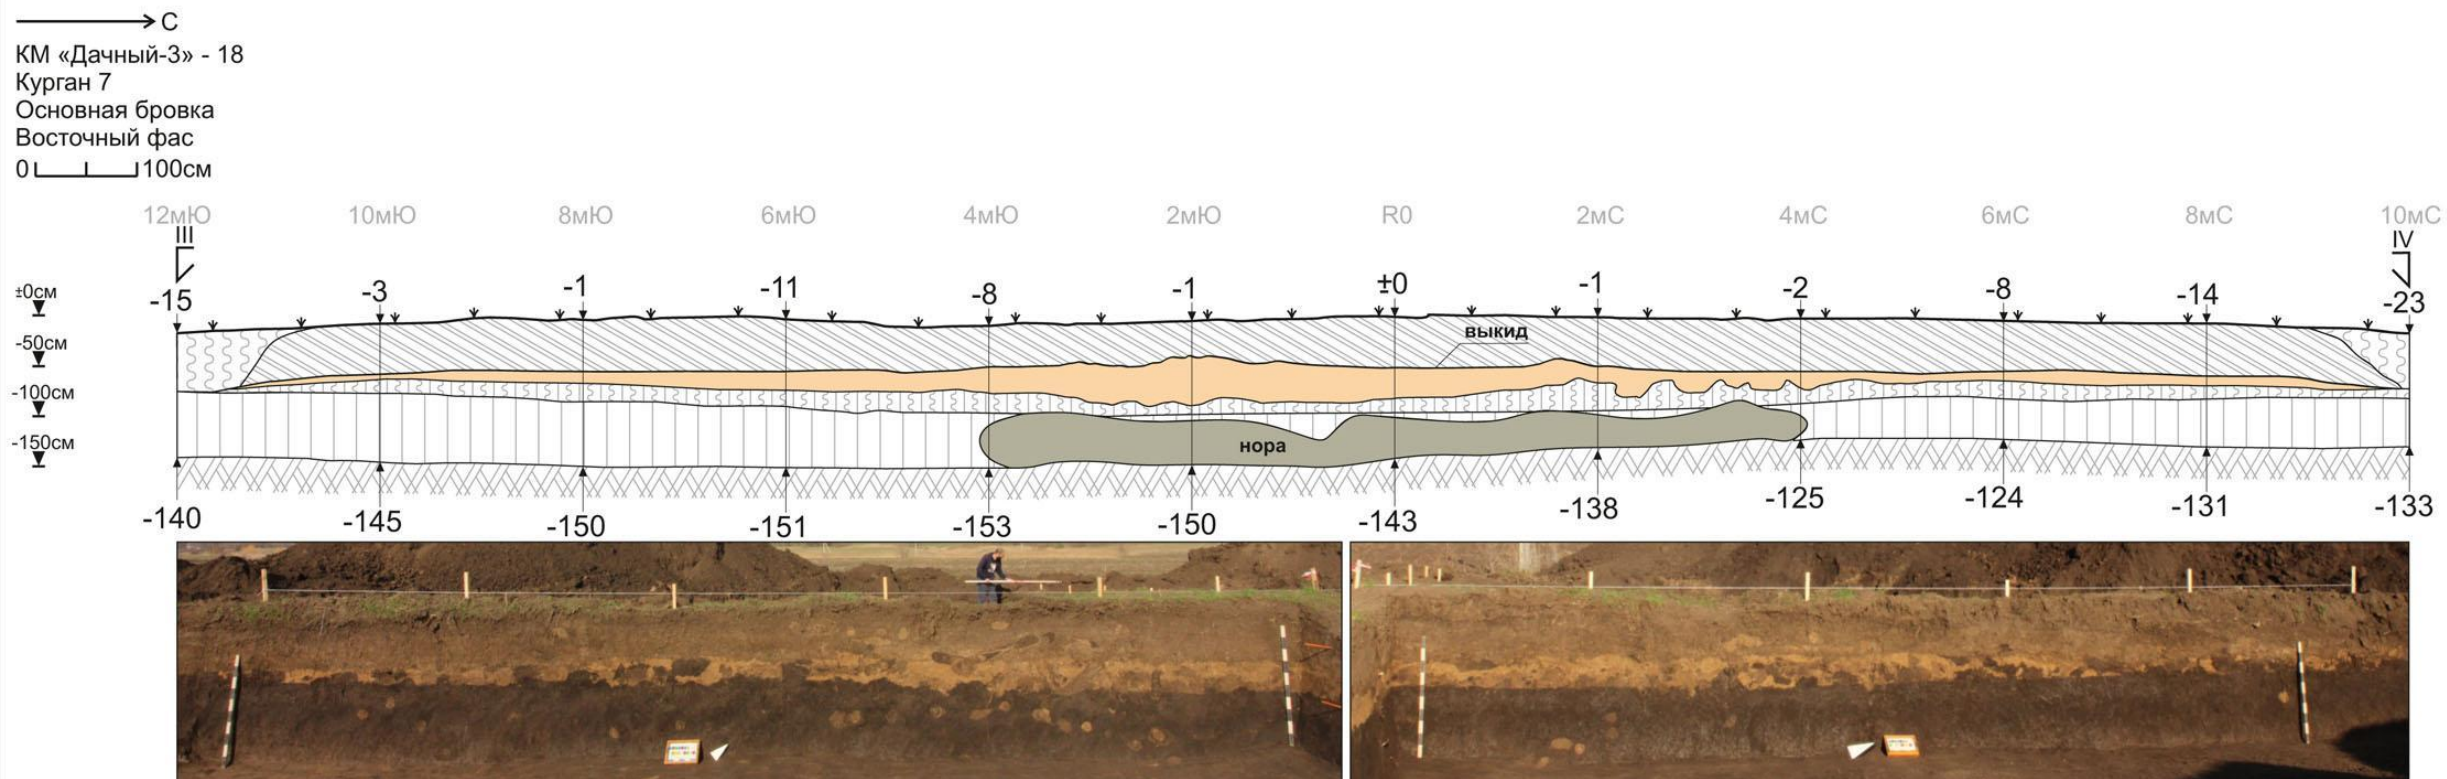 С
КМ «Дачный-3» - 18
Курган 7
Основная бровка
Восточный фас
0 100см
12мЮ 10мЮ 8мЮ 6мЮ 4мЮ 2мЮ R0 2мС 4мС 6мС 8мС 10мС
III IV
-15 -3 -1 -11 -8 -1 ±0 -1 -2 -8 -14 -23
±0см
выкид
-50см
-100см
-150см
нора
-140 -145 -150 -151 -153 -150 -143 -138 -125 -124 -131 -133